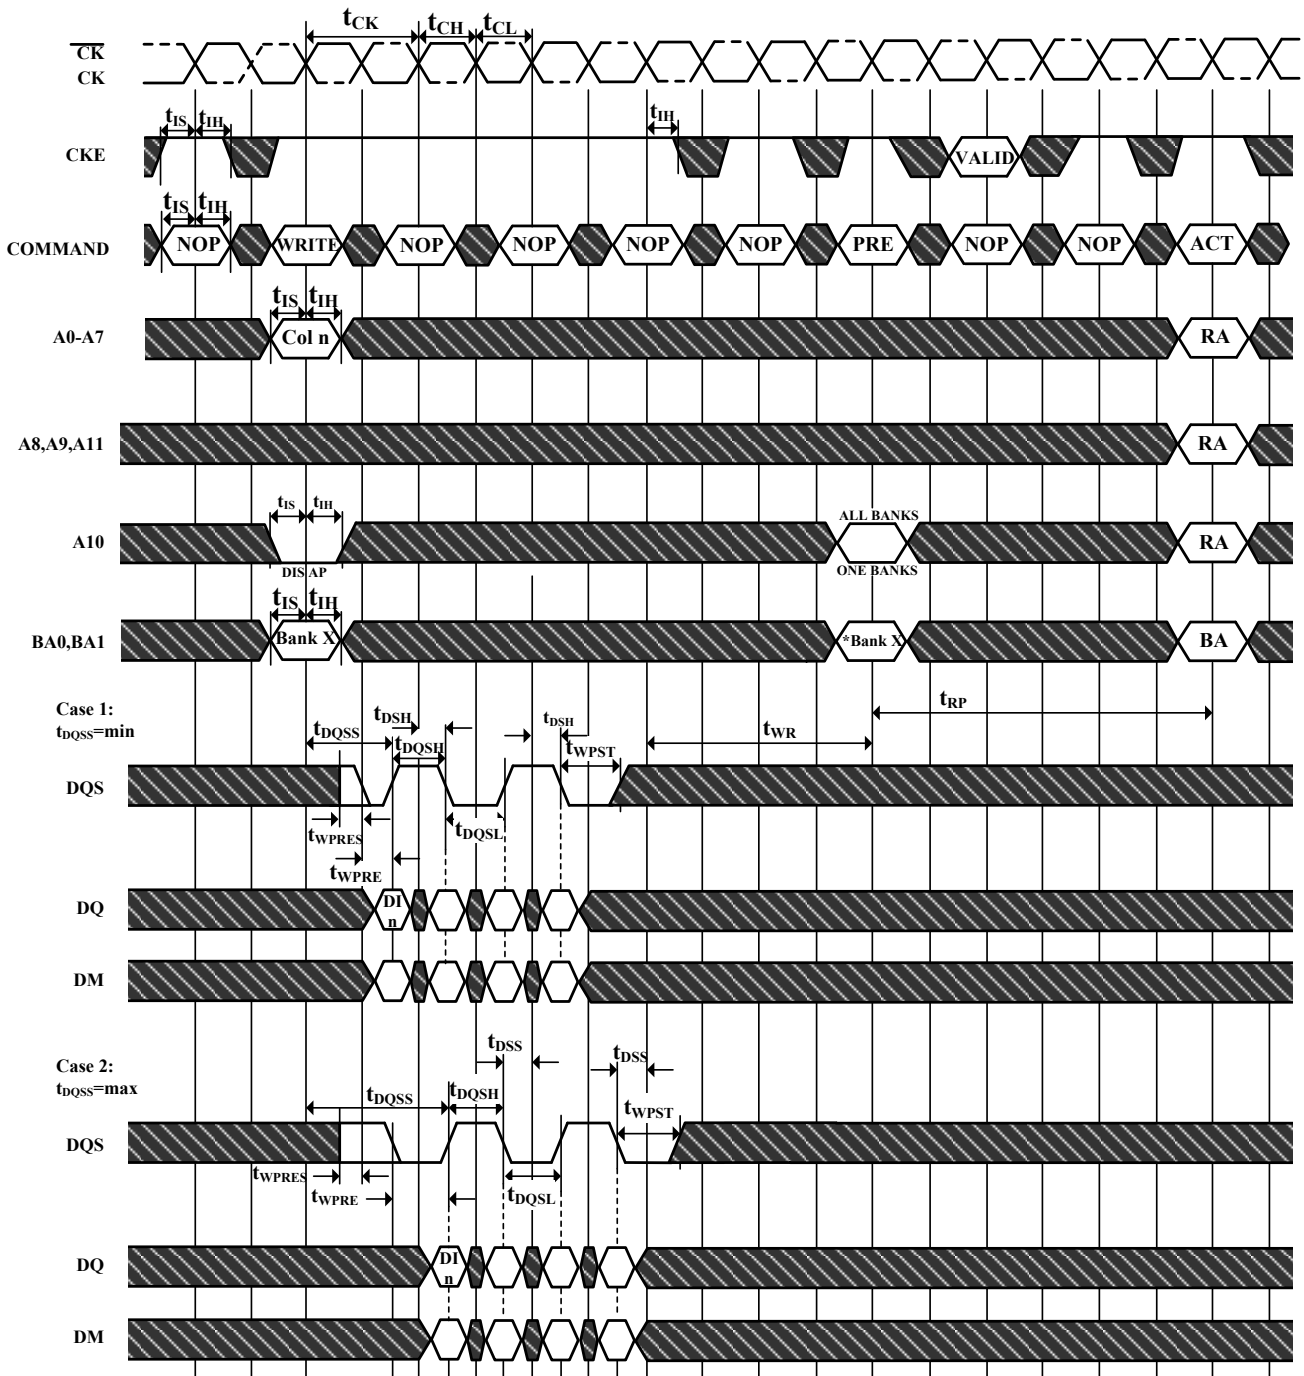 tCK tCH tCL
CK
CK
tIS tIH tIH
CKE VALID
tIS tIH
COMMAND NOP WRITE NOP NOP NOP NOP PRE NOP NOP ACT
tIS tIH
A0-A7 Col n RA
A8,A9,A11 RA
tIS tIH ALL BANKS
A10 RA
DIS AP ONE BANKS
tIS tIH
BA0,BA1 Bank X *Bank X BA
Case 1:
tDQSS=min
tDSH tDSH tRP
tDQSS tDQSH tWPST tWR
DQS
tWPRES tDQSL
tWPRE
DQ DI
n
DM
Case 2:
tDQSS=max
tDSS tDSS
tDQSS tDQSH tWPST
DQS
tWPRES tWPRE tDQSL
DQ DI
n
DM